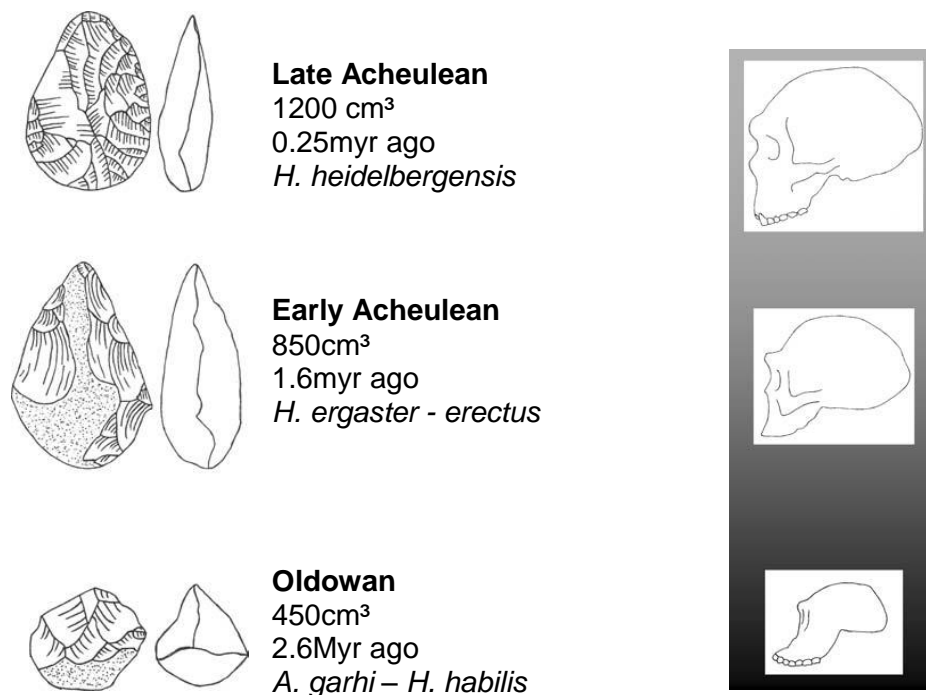 Late Acheulean
1200 cm³
0.25myr ago
H. heidelbergensis
Early Acheulean
850cm³
1.6myr ago
H. ergaster - erectus
Oldowan
450cm³
2.6Myr ago
A. garhi – H. habilis